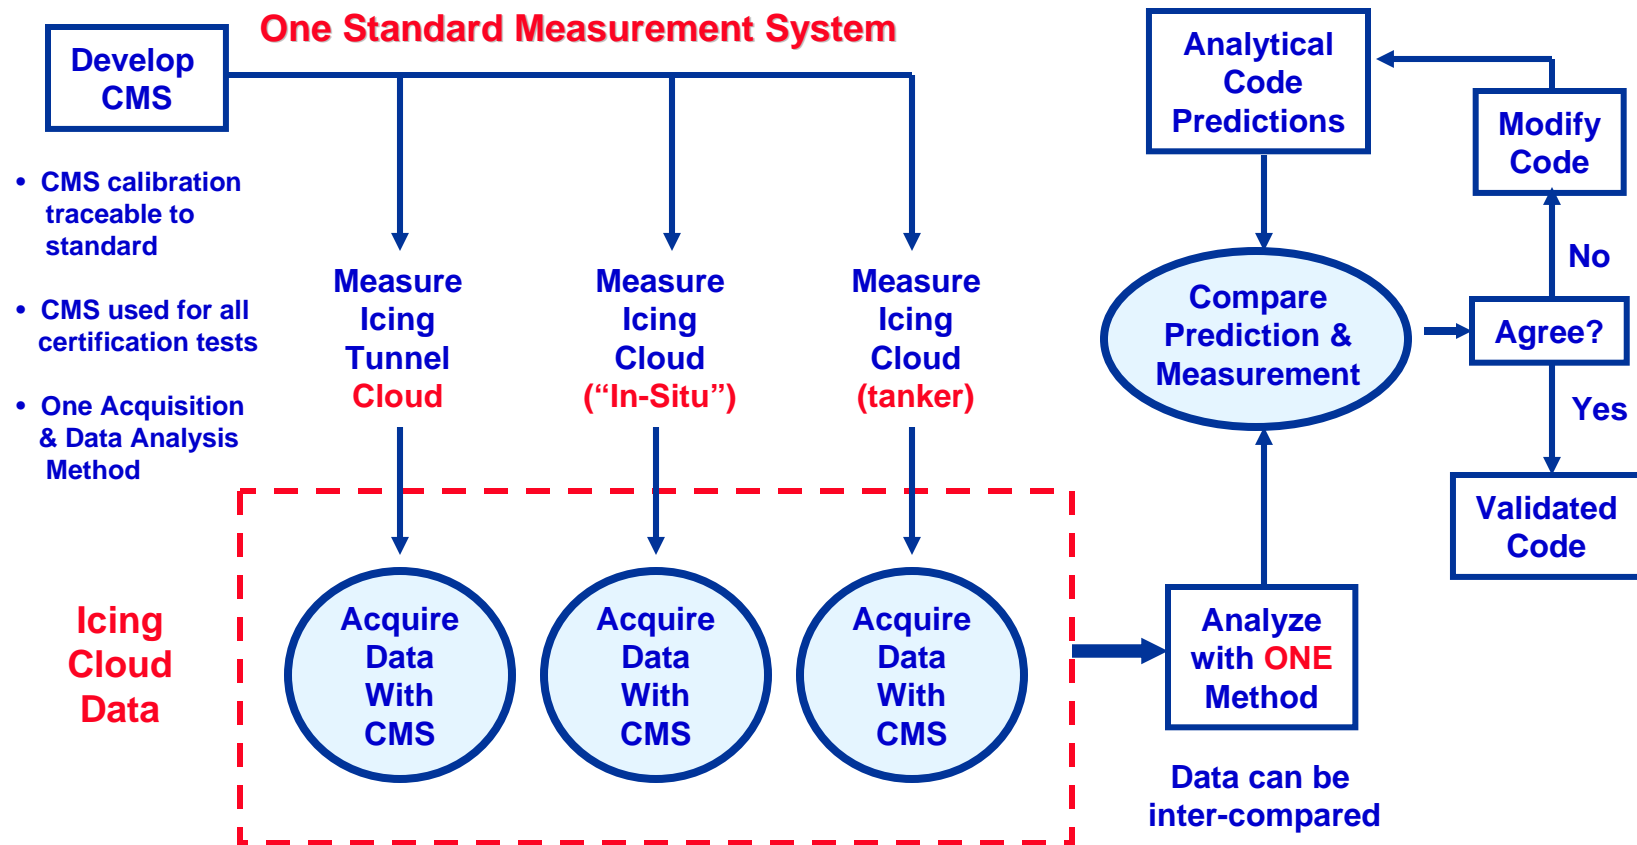 One Standard Measurement System
Develop
CMS
• CMS calibration
traceable to
standard
• CMS used for all
certification tests
• One Acquisition
& Data Analysis
Method
Measure
Icing
Tunnel
Cloud
Measure
Icing
Cloud
(“In-Situ”)
Measure
Icing
Cloud
(tanker)
Icing
Cloud
Data
Acquire
Data
With
CMS
Acquire
Data
With
CMS
Acquire
Data
With
CMS
Analyze
with ONE
Method
Data can be
inter-compared
Analytical
Code
Predictions
Compare
Prediction &
Measurement
Agree?
No
Modify
Code
Yes
Validated
Code